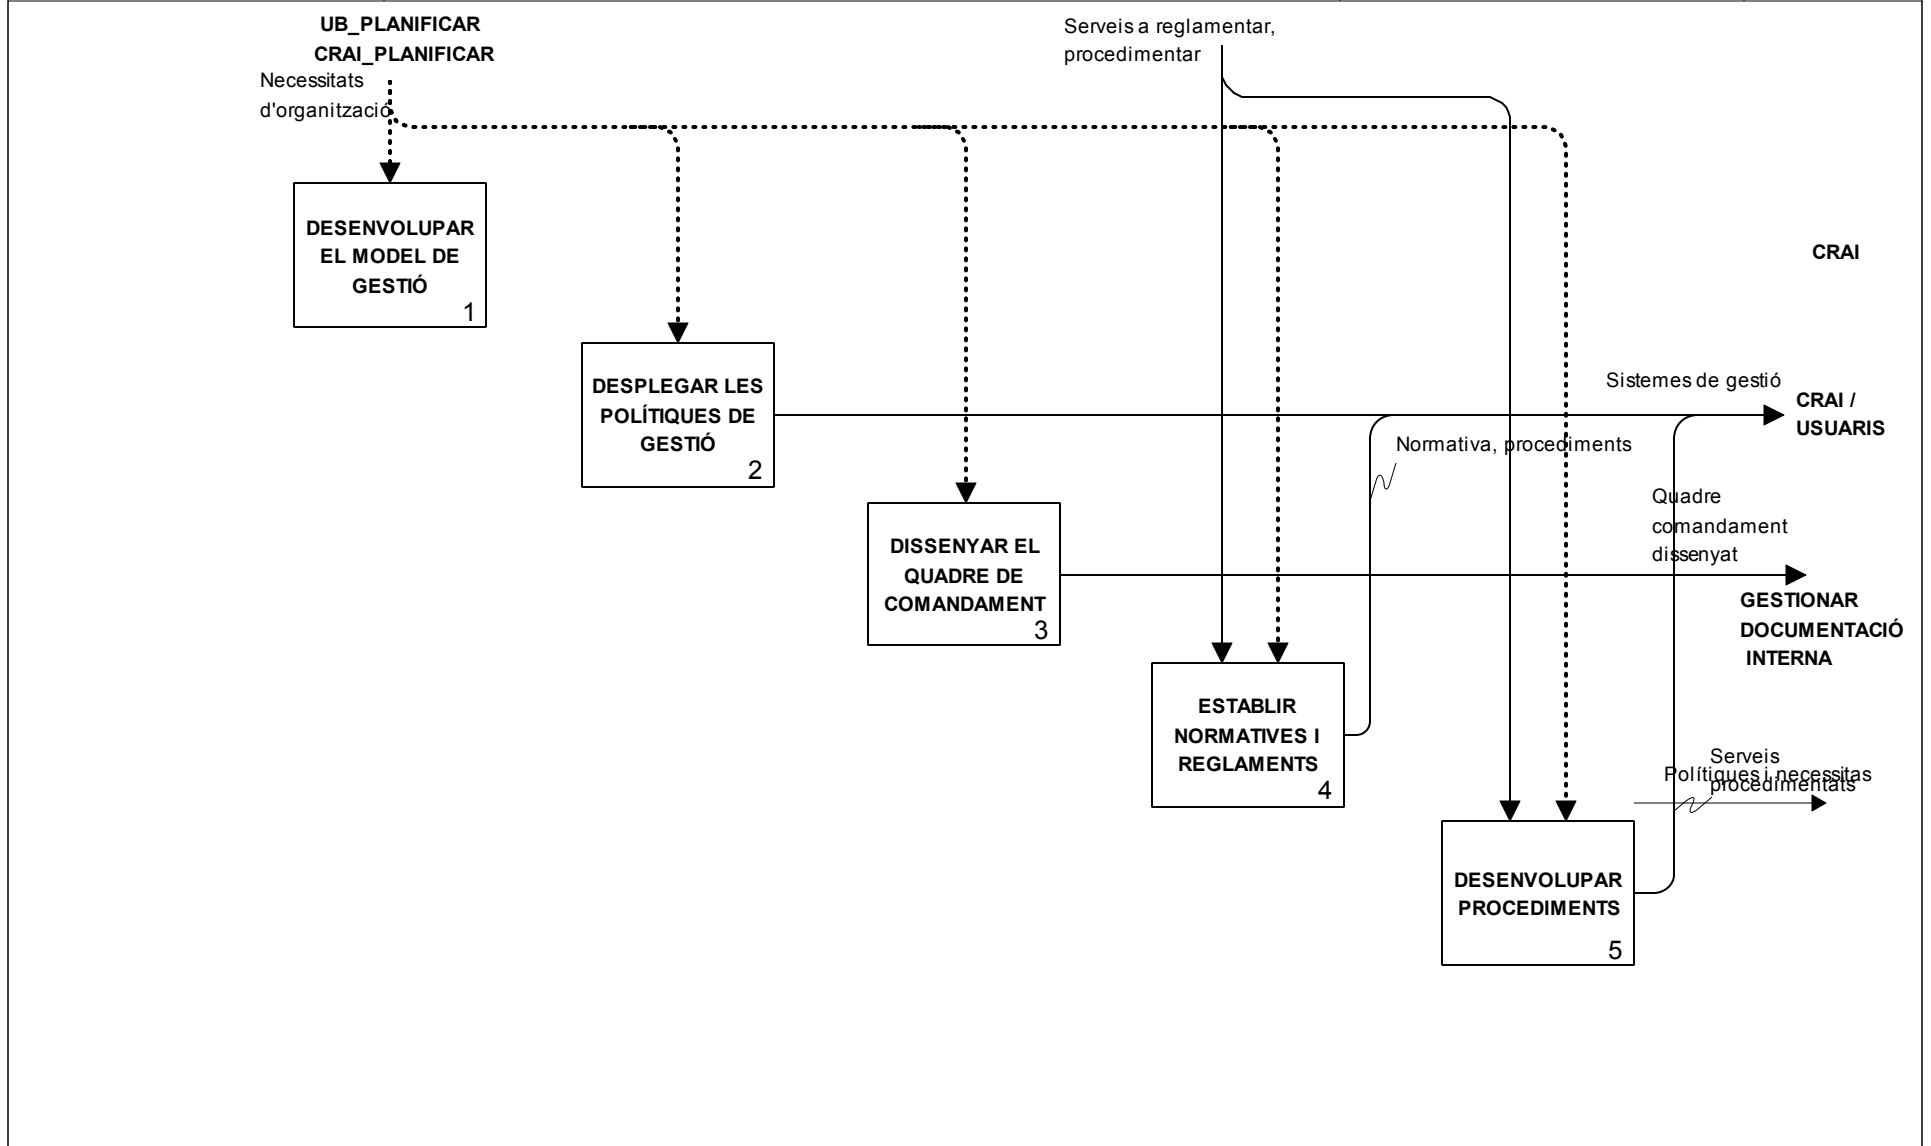 UB_PLANIFICAR
CRAI_PLANIFICAR
Necessitats
d'organització
Serveis a reglamentar,
procedimentar
DESENVOLUPAR
EL MODEL DE
GESTIÓ
1
CRAI
DESPLEGAR LES
POLÍTIQUES DE
GESTIÓ
2
Sistemes de gestió
CRAI /
USUARIS
Normativa, procediments
Quadre
comandament
dissenyat
DISSENYAR EL
QUADRE DE
COMANDAMENT
3
GESTIONAR
DOCUMENTACIÓ
INTERNA
ESTABLIR
NORMATIVES I
REGLAMENTS
4
Serveis
procedimentats
Polítiques i necessitas
DESENVOLUPAR
PROCEDIMENTS
5